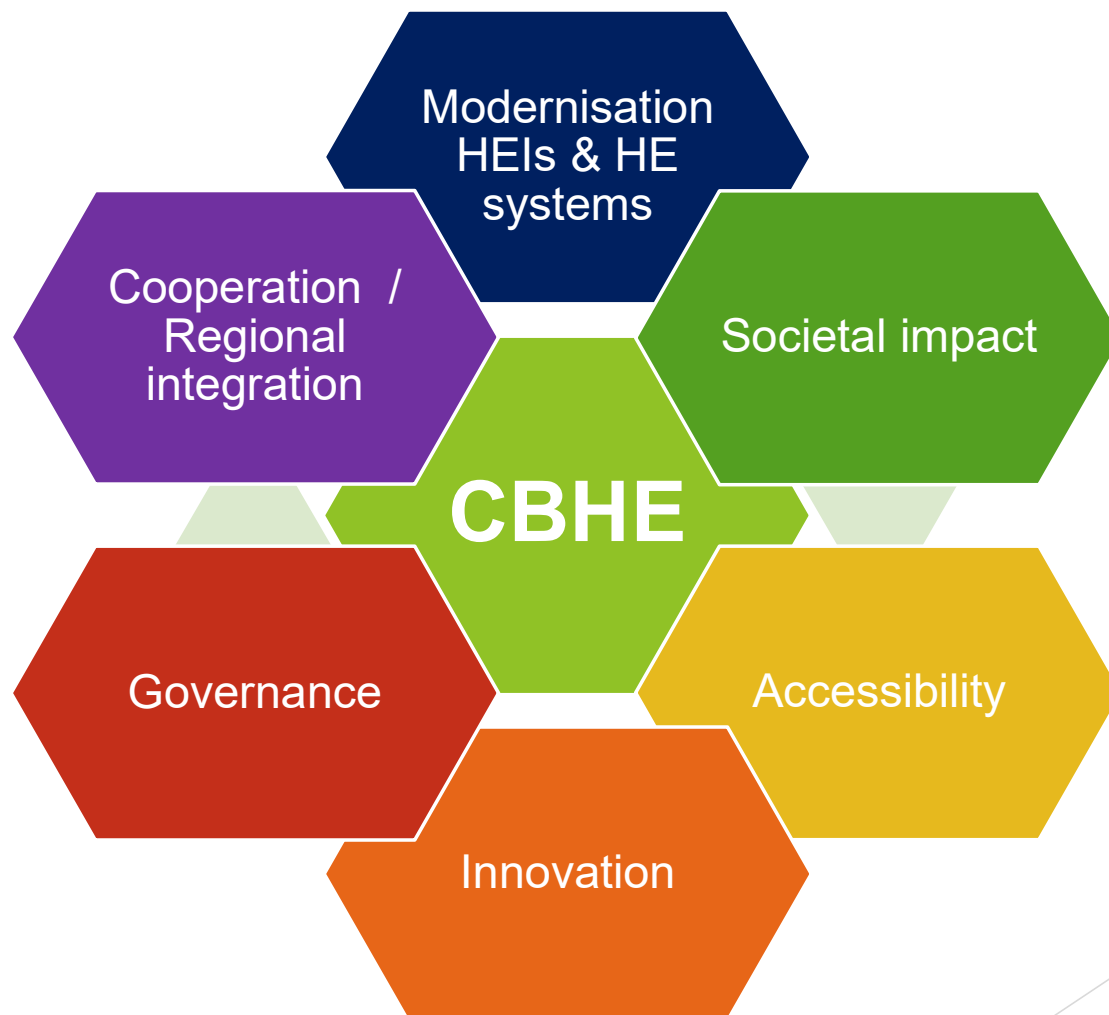 Modernisation
HEIs & HE
systems
Cooperation /
Regional
integration
Societal impact
CBHE
Governance
Accessibility
Innovation